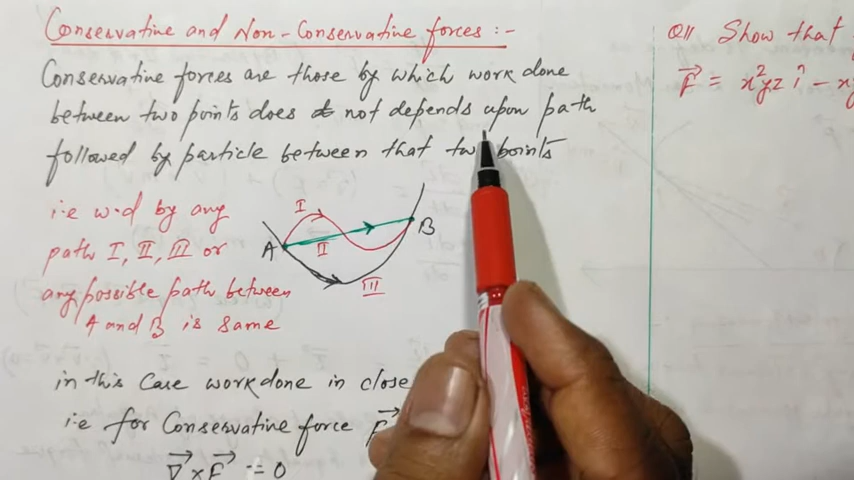 Conservative and Non-Conservative forces :-
Conservative forces are those by which work done
between two points does not depends upon path
followed by particle between that two points
i.e w.d by any
path I, II, III or
any possible path between
A and B is same
I
II
III
A
B
in this Case work done in close
i.e for Conservative force F→
∇→ × F→ = 0
Q11 Show that
F→ = x²yz î - x